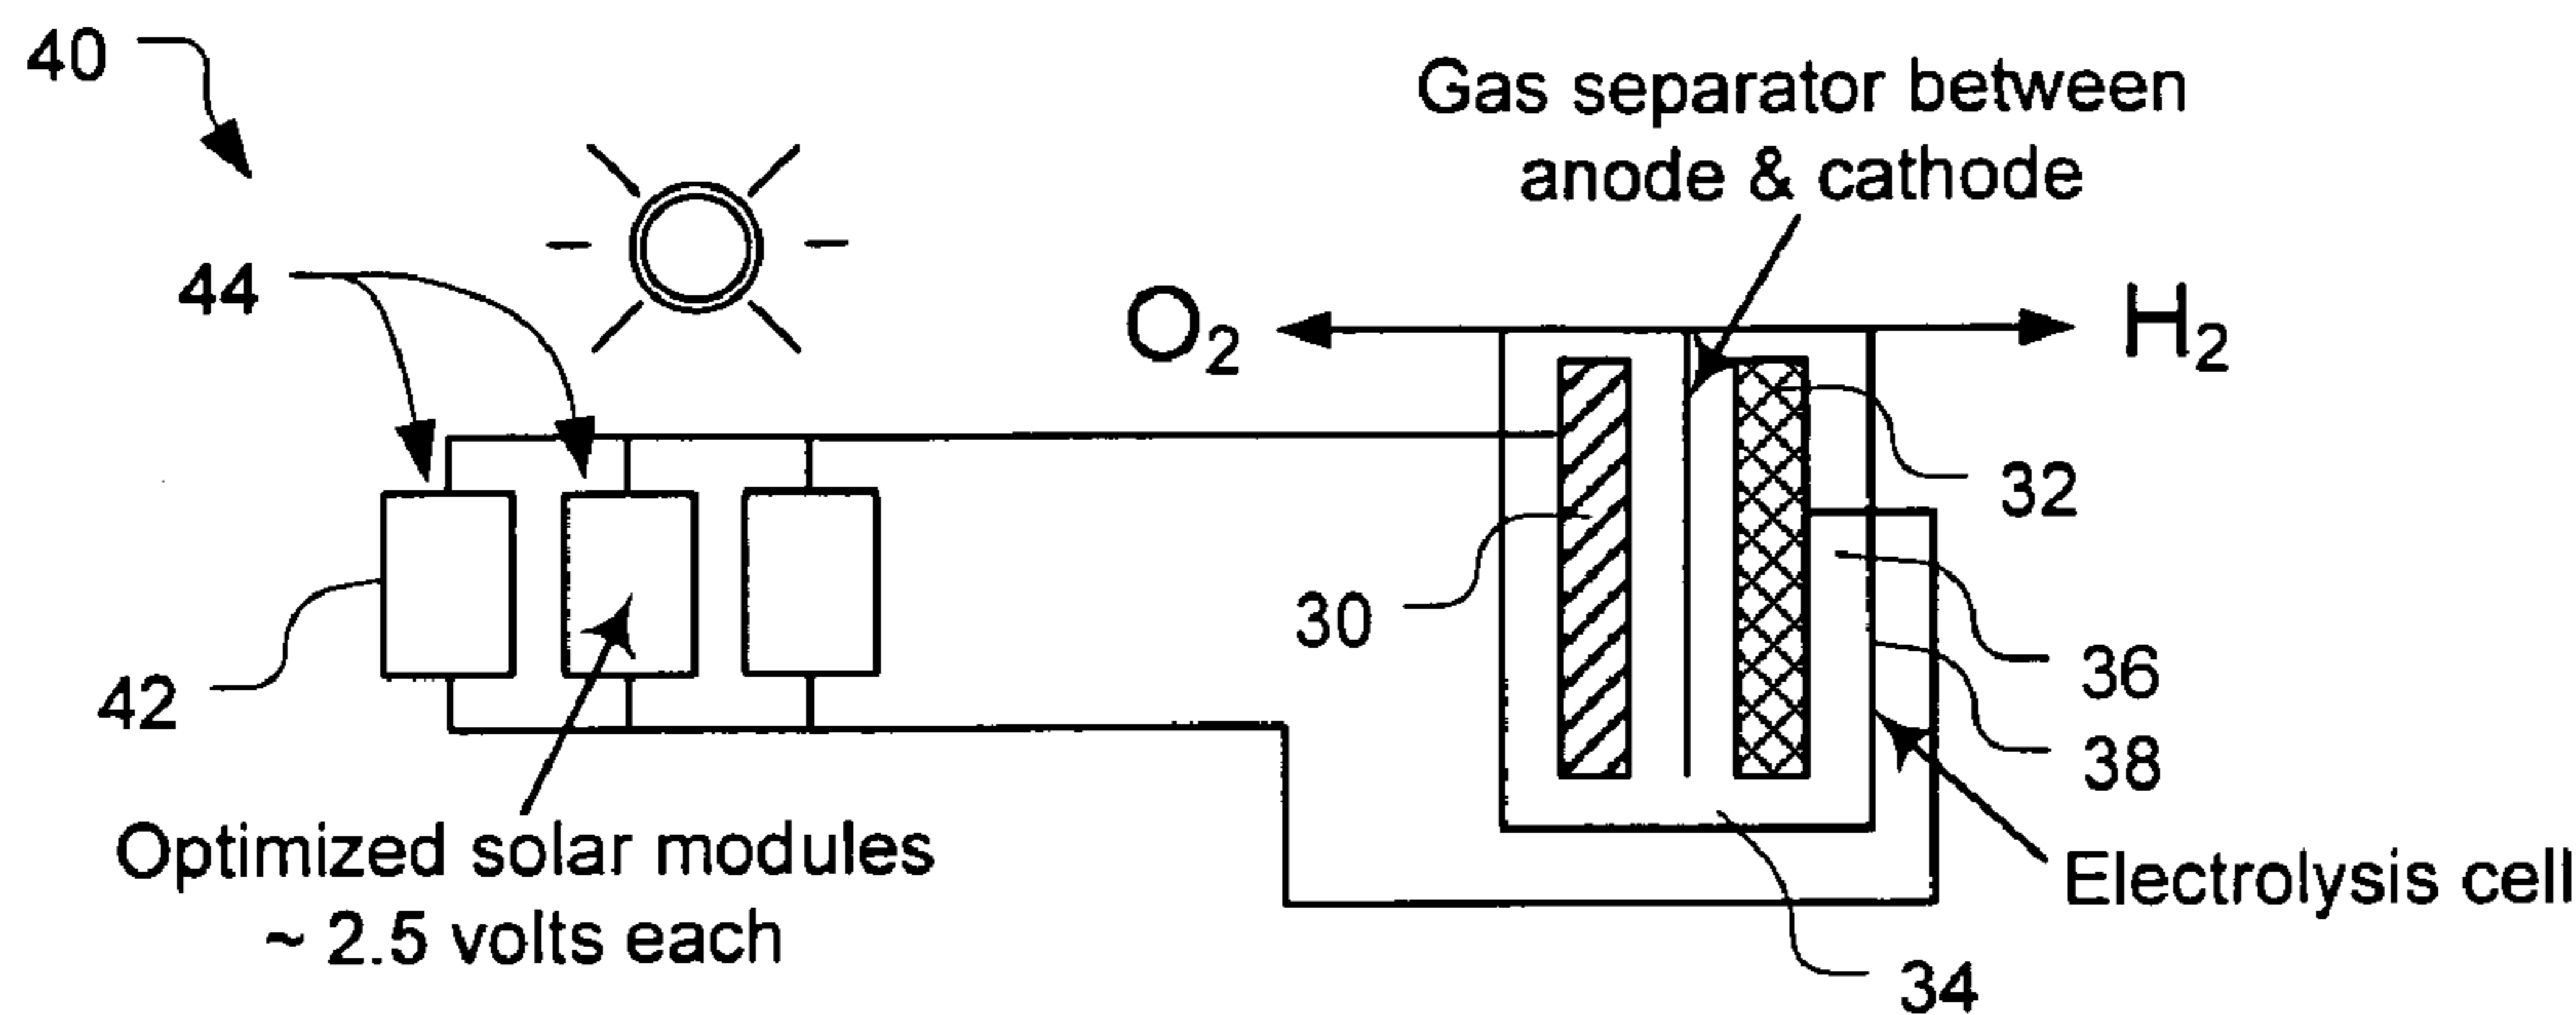 40
Gas separator between
anode & cathode
44
O2
H2
32
30
36
42
38
Optimized solar modules
~ 2.5 volts each
Electrolysis cell
34